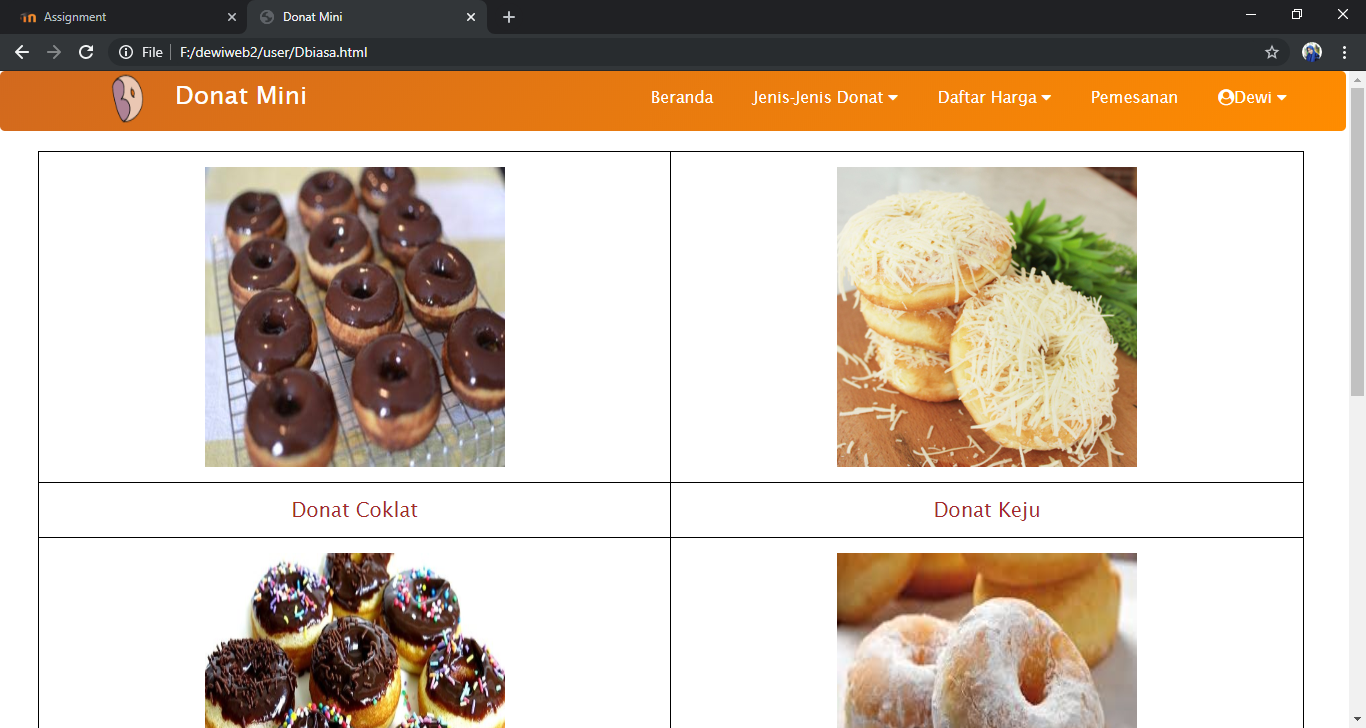 Assignment
Donat Mini
File F:/dewiweb2/user/Dbiasa.html
Donat Mini Beranda Jenis-Jenis Donat Daftar Harga Pemesanan Dewi
Donat Coklat Donat Keju